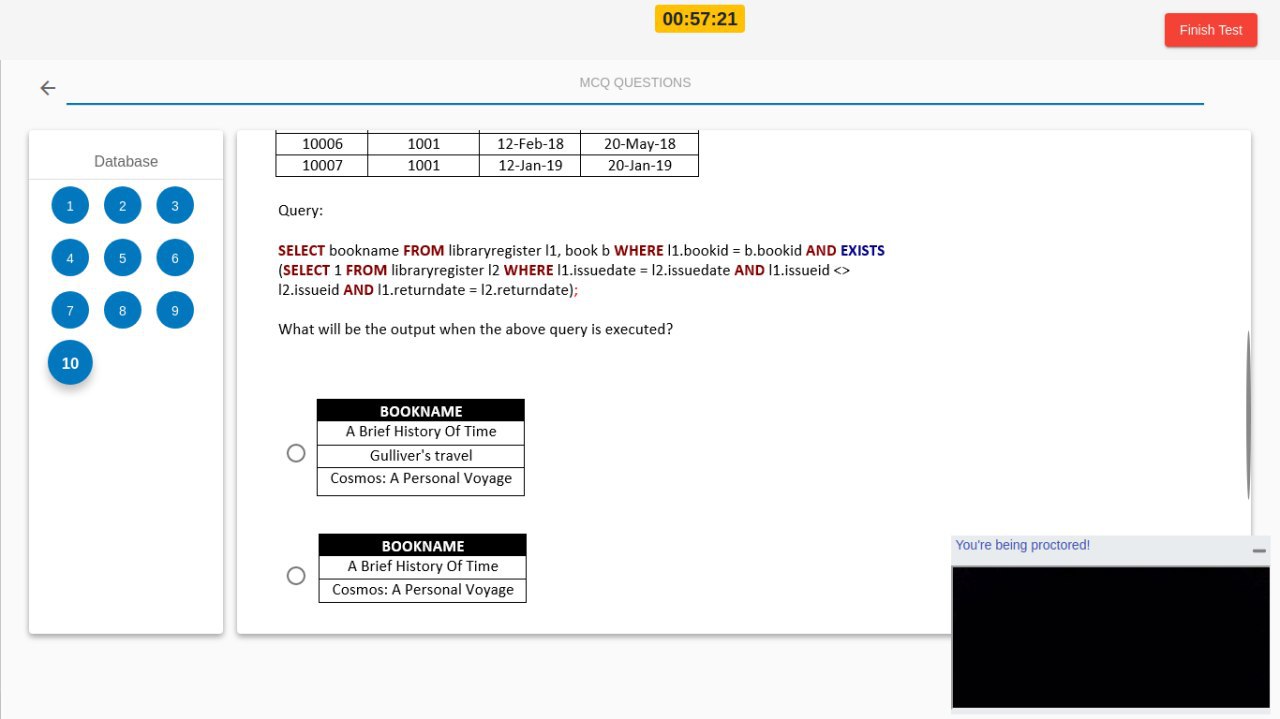 00:57:21
Finish Test
MCQ QUESTIONS
Database
1 2 3
4 5 6
7 8 9
10
10006 1001 12-Feb-18 20-May-18
10007 1001 12-Jan-19 20-Jan-19
Query:
SELECT bookname FROM libraryregister l1, book b WHERE l1.bookid = b.bookid AND EXISTS
(SELECT 1 FROM libraryregister l2 WHERE l1.issuedate = l2.issuedate AND l1.issueid <>
l2.issueid AND l1.returndate = l2.returndate);
What will be the output when the above query is executed?
BOOKNAME
A Brief History Of Time
Gulliver's travel
Cosmos: A Personal Voyage
BOOKNAME
A Brief History Of Time
Cosmos: A Personal Voyage
You're being proctored!